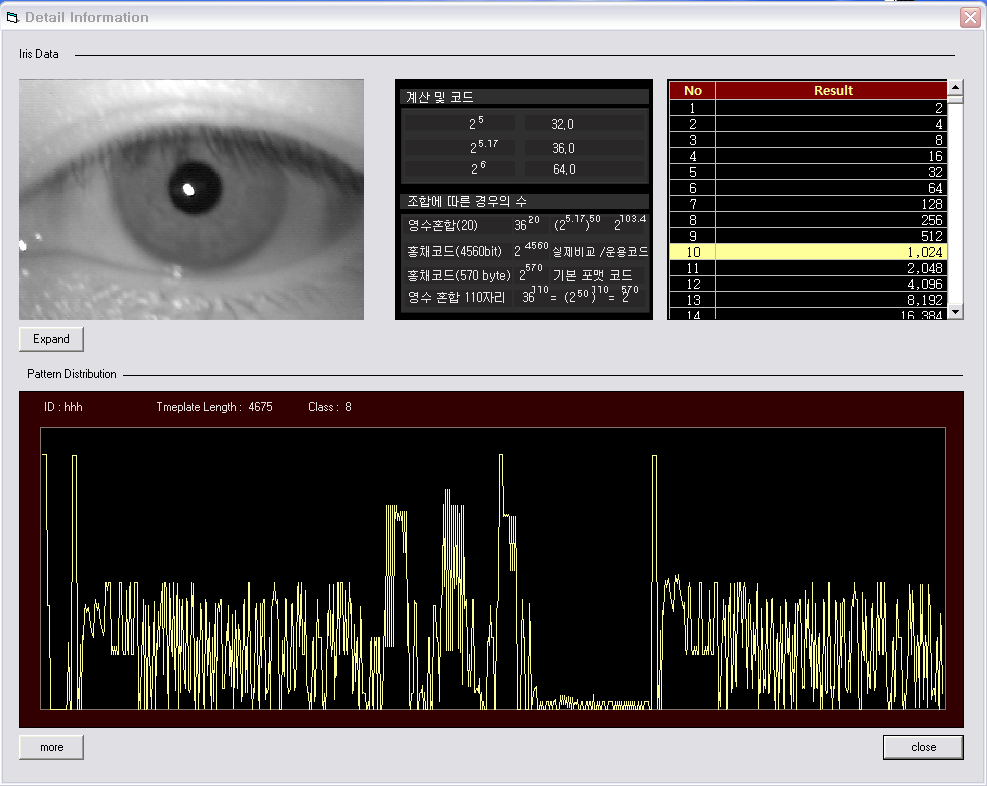 Detail Information
Iris Data
계산 및 코드
2^5 32,0
2^5.17 36,0
2^6 64,0
조합에 따른 경우의 수
영수혼합(20) 36^20 (2^5.17)^50 2^103.4
홍채코드(4560bit) 2^4560 실제비교 /운용코드
홍채코드(570 byte) 2^570 기본 포맷 코드
영수 혼합 110자리 36^110 = (2^50)^110 = 2^570
No Result
1 2
2 4
3 8
4 16
5 32
6 64
7 128
8 256
9 512
10 1,024
11 2,048
12 4,096
13 8,192
14 16,384
Expand
Pattern Distribution
ID : hhh Tmeplate Length : 4675 Class : 8
more
close